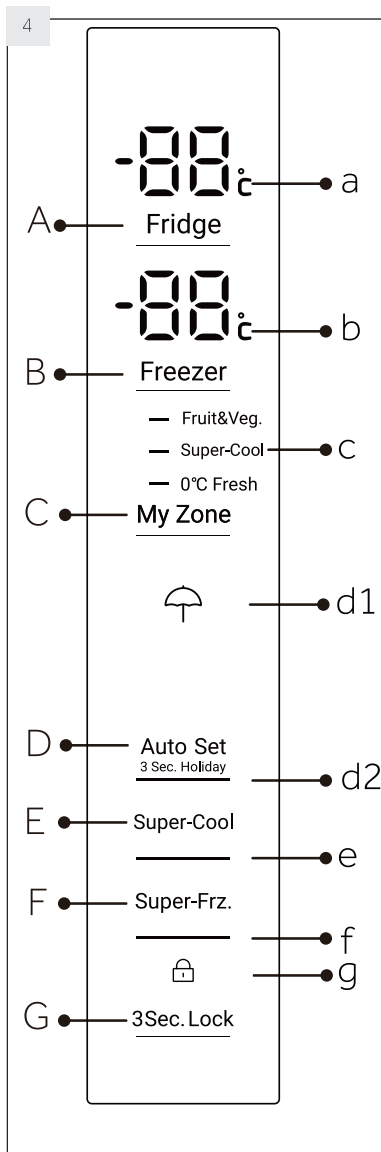 4
-88°c
a
A
Fridge
-88°c
b
B
Freezer
Fruit&Veg.
Super-Cool
c
0°C Fresh
C
My Zone
d1
D
Auto Set
3 Sec. Holiday
d2
E
Super-Cool
e
F
Super-Frz.
f
g
G
3Sec. Lock